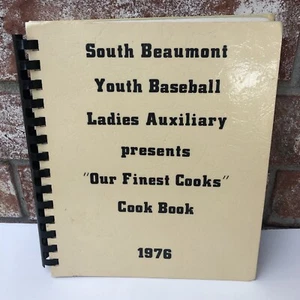 South Beaumont
Youth Baseball
Ladies Auxiliary
presents
"Our Finest Cooks"
Cook Book
1976